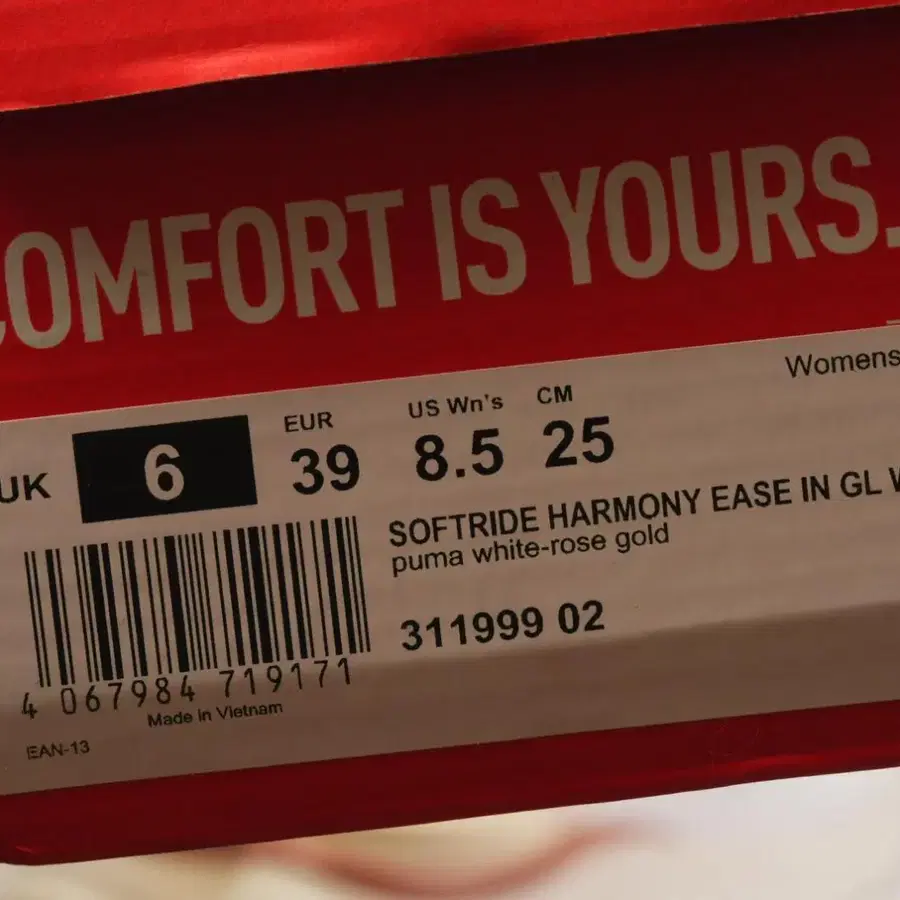 COMFORT IS YOURS.
Womens
UK 6
EUR 39
US Wn's 8.5
CM 25
SOFTRIDE HARMONY EASE IN GL W
puma white-rose gold
311999 02
4 067984 719171
Made in Vietnam
EAN-13